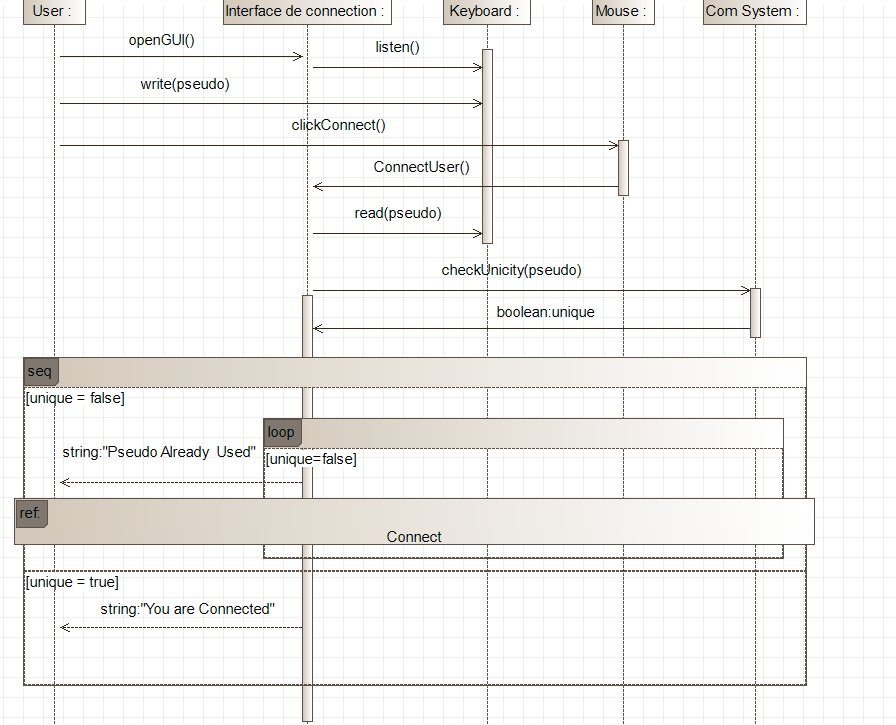 User :
Interface de connection :
Keyboard :
Mouse :
Com System :
openGUI()
listen()
write(pseudo)
clickConnect()
ConnectUser()
read(pseudo)
checkUnicity(pseudo)
boolean:unique
seq
[unique = false]
loop
string:"Pseudo Already Used"
[unique=false]
ref:
Connect
[unique = true]
string:"You are Connected"